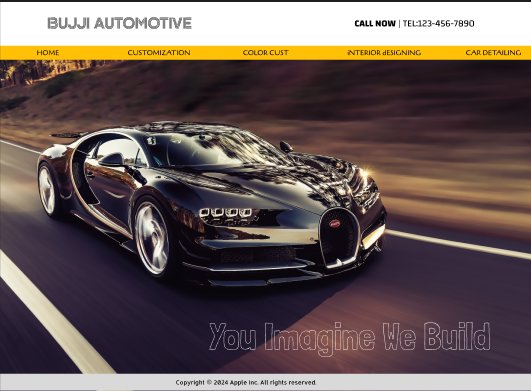 BUJJI AUTOMOTIVE
CALL NOW | TEL:123-456-7890
HOME CUSTOMIZATION COLOR CUST iNTERIOR dESIGNING CAR DETAILING
You Imagine We Build
Copyright © 2024 Apple Inc. All rights reserved.